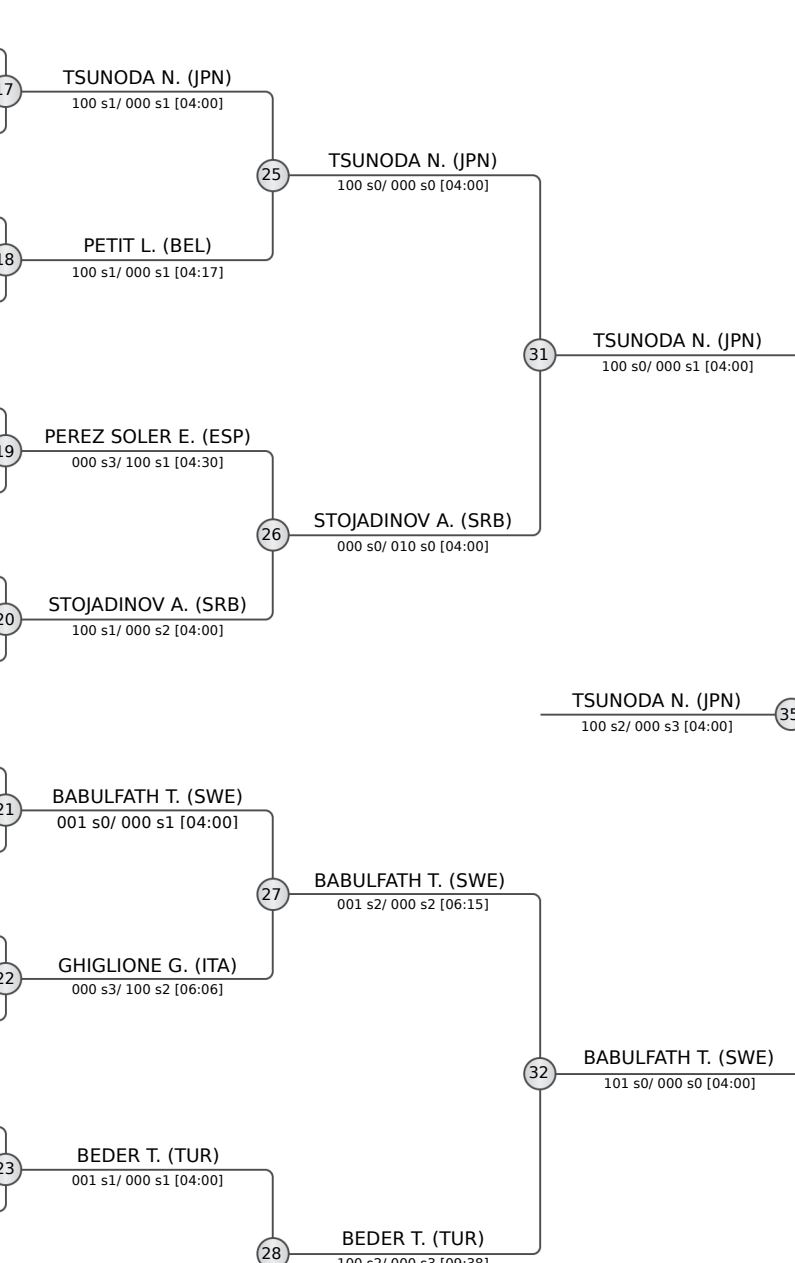 TSUNODA N. (JPN)
17
100 s1/ 000 s1 [04:00]
TSUNODA N. (JPN)
25
100 s0/ 000 s0 [04:00]
PETIT L. (BEL)
18
100 s1/ 000 s1 [04:17]
TSUNODA N. (JPN)
31
100 s0/ 000 s1 [04:00]
PEREZ SOLER E. (ESP)
19
000 s3/ 100 s1 [04:30]
STOJADINOV A. (SRB)
26
000 s0/ 010 s0 [04:00]
STOJADINOV A. (SRB)
20
100 s1/ 000 s2 [04:00]
TSUNODA N. (JPN)
35
100 s2/ 000 s3 [04:00]
BABULFATH T. (SWE)
21
001 s0/ 000 s1 [04:00]
BABULFATH T. (SWE)
27
001 s2/ 000 s2 [06:15]
GHIGLIONE G. (ITA)
22
000 s3/ 100 s2 [06:06]
BABULFATH T. (SWE)
32
101 s0/ 000 s0 [04:00]
BEDER T. (TUR)
23
001 s1/ 000 s1 [04:00]
BEDER T. (TUR)
28
100 s2/ 000 s3 [09:38]